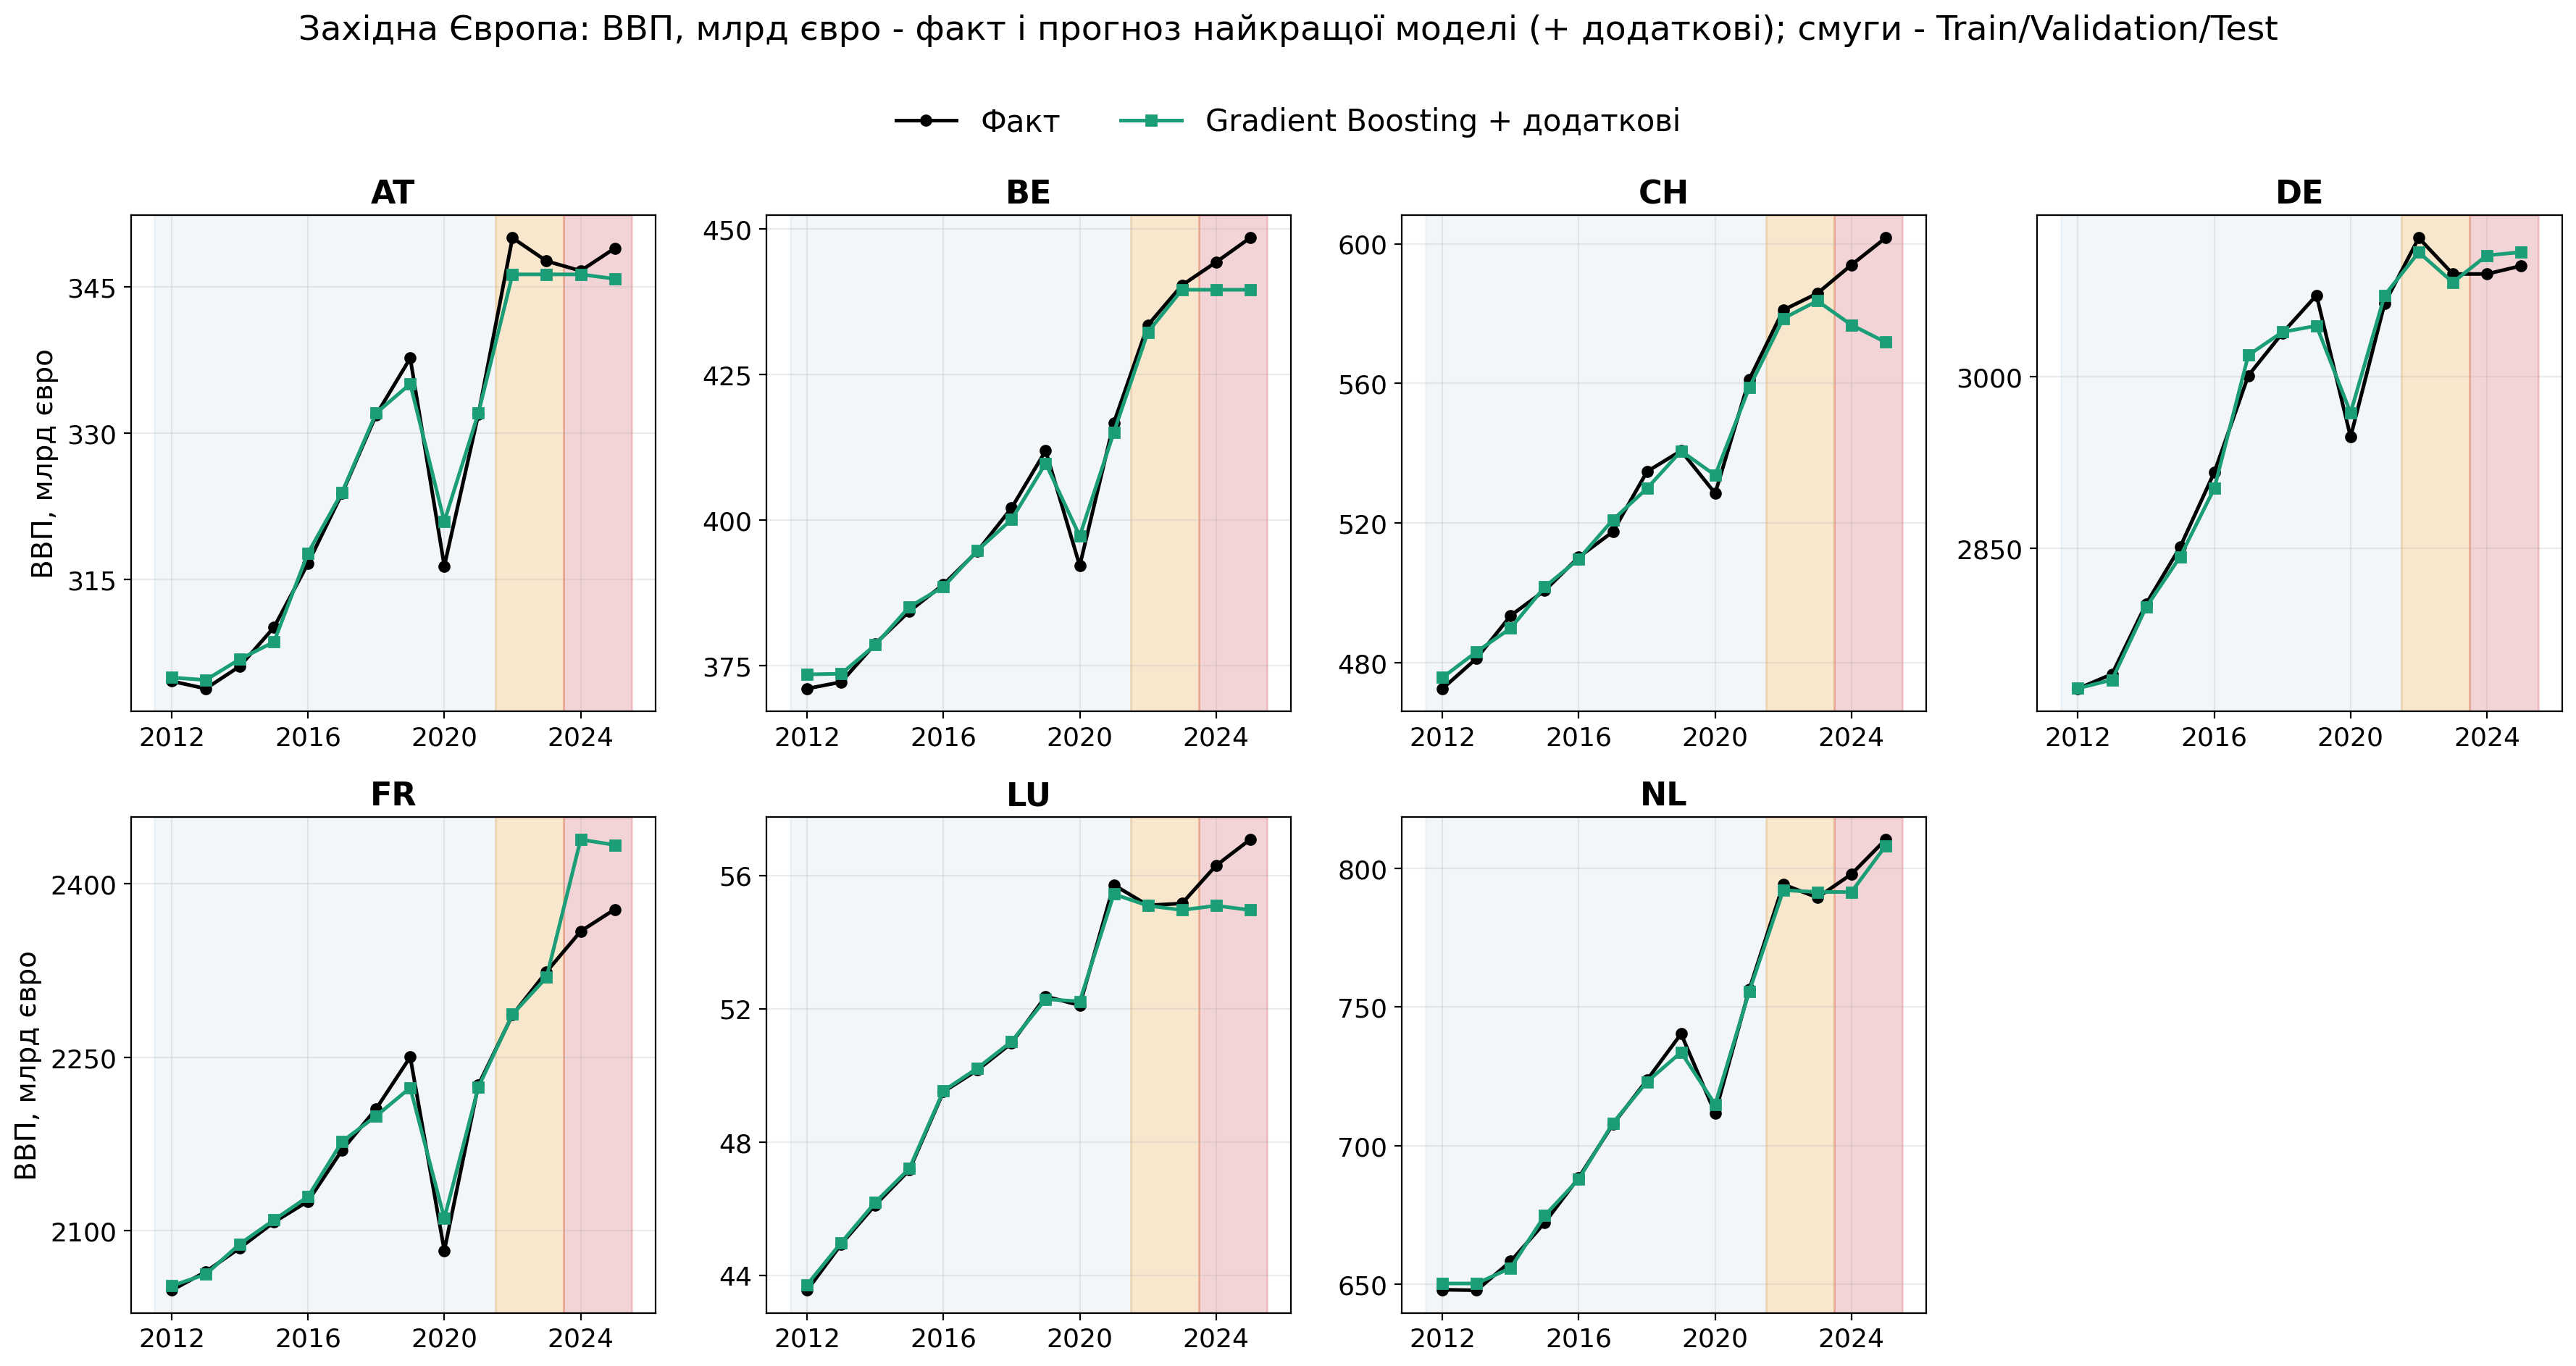 Західна Європа: ВВП, млрд євро - факт і прогноз найкращої моделі (+ додаткові); смуги - Train/Validation/Test
Факт
Gradient Boosting + додаткові
AT
ВВП, млрд євро
345
330
315
2012 2016 2020 2024
BE
450
425
400
375
2012 2016 2020 2024
CH
600
560
520
480
2012 2016 2020 2024
DE
3000
2850
2012 2016 2020 2024
FR
ВВП, млрд євро
2400
2250
2100
2012 2016 2020 2024
LU
56
52
48
44
2012 2016 2020 2024
NL
800
750
700
650
2012 2016 2020 2024